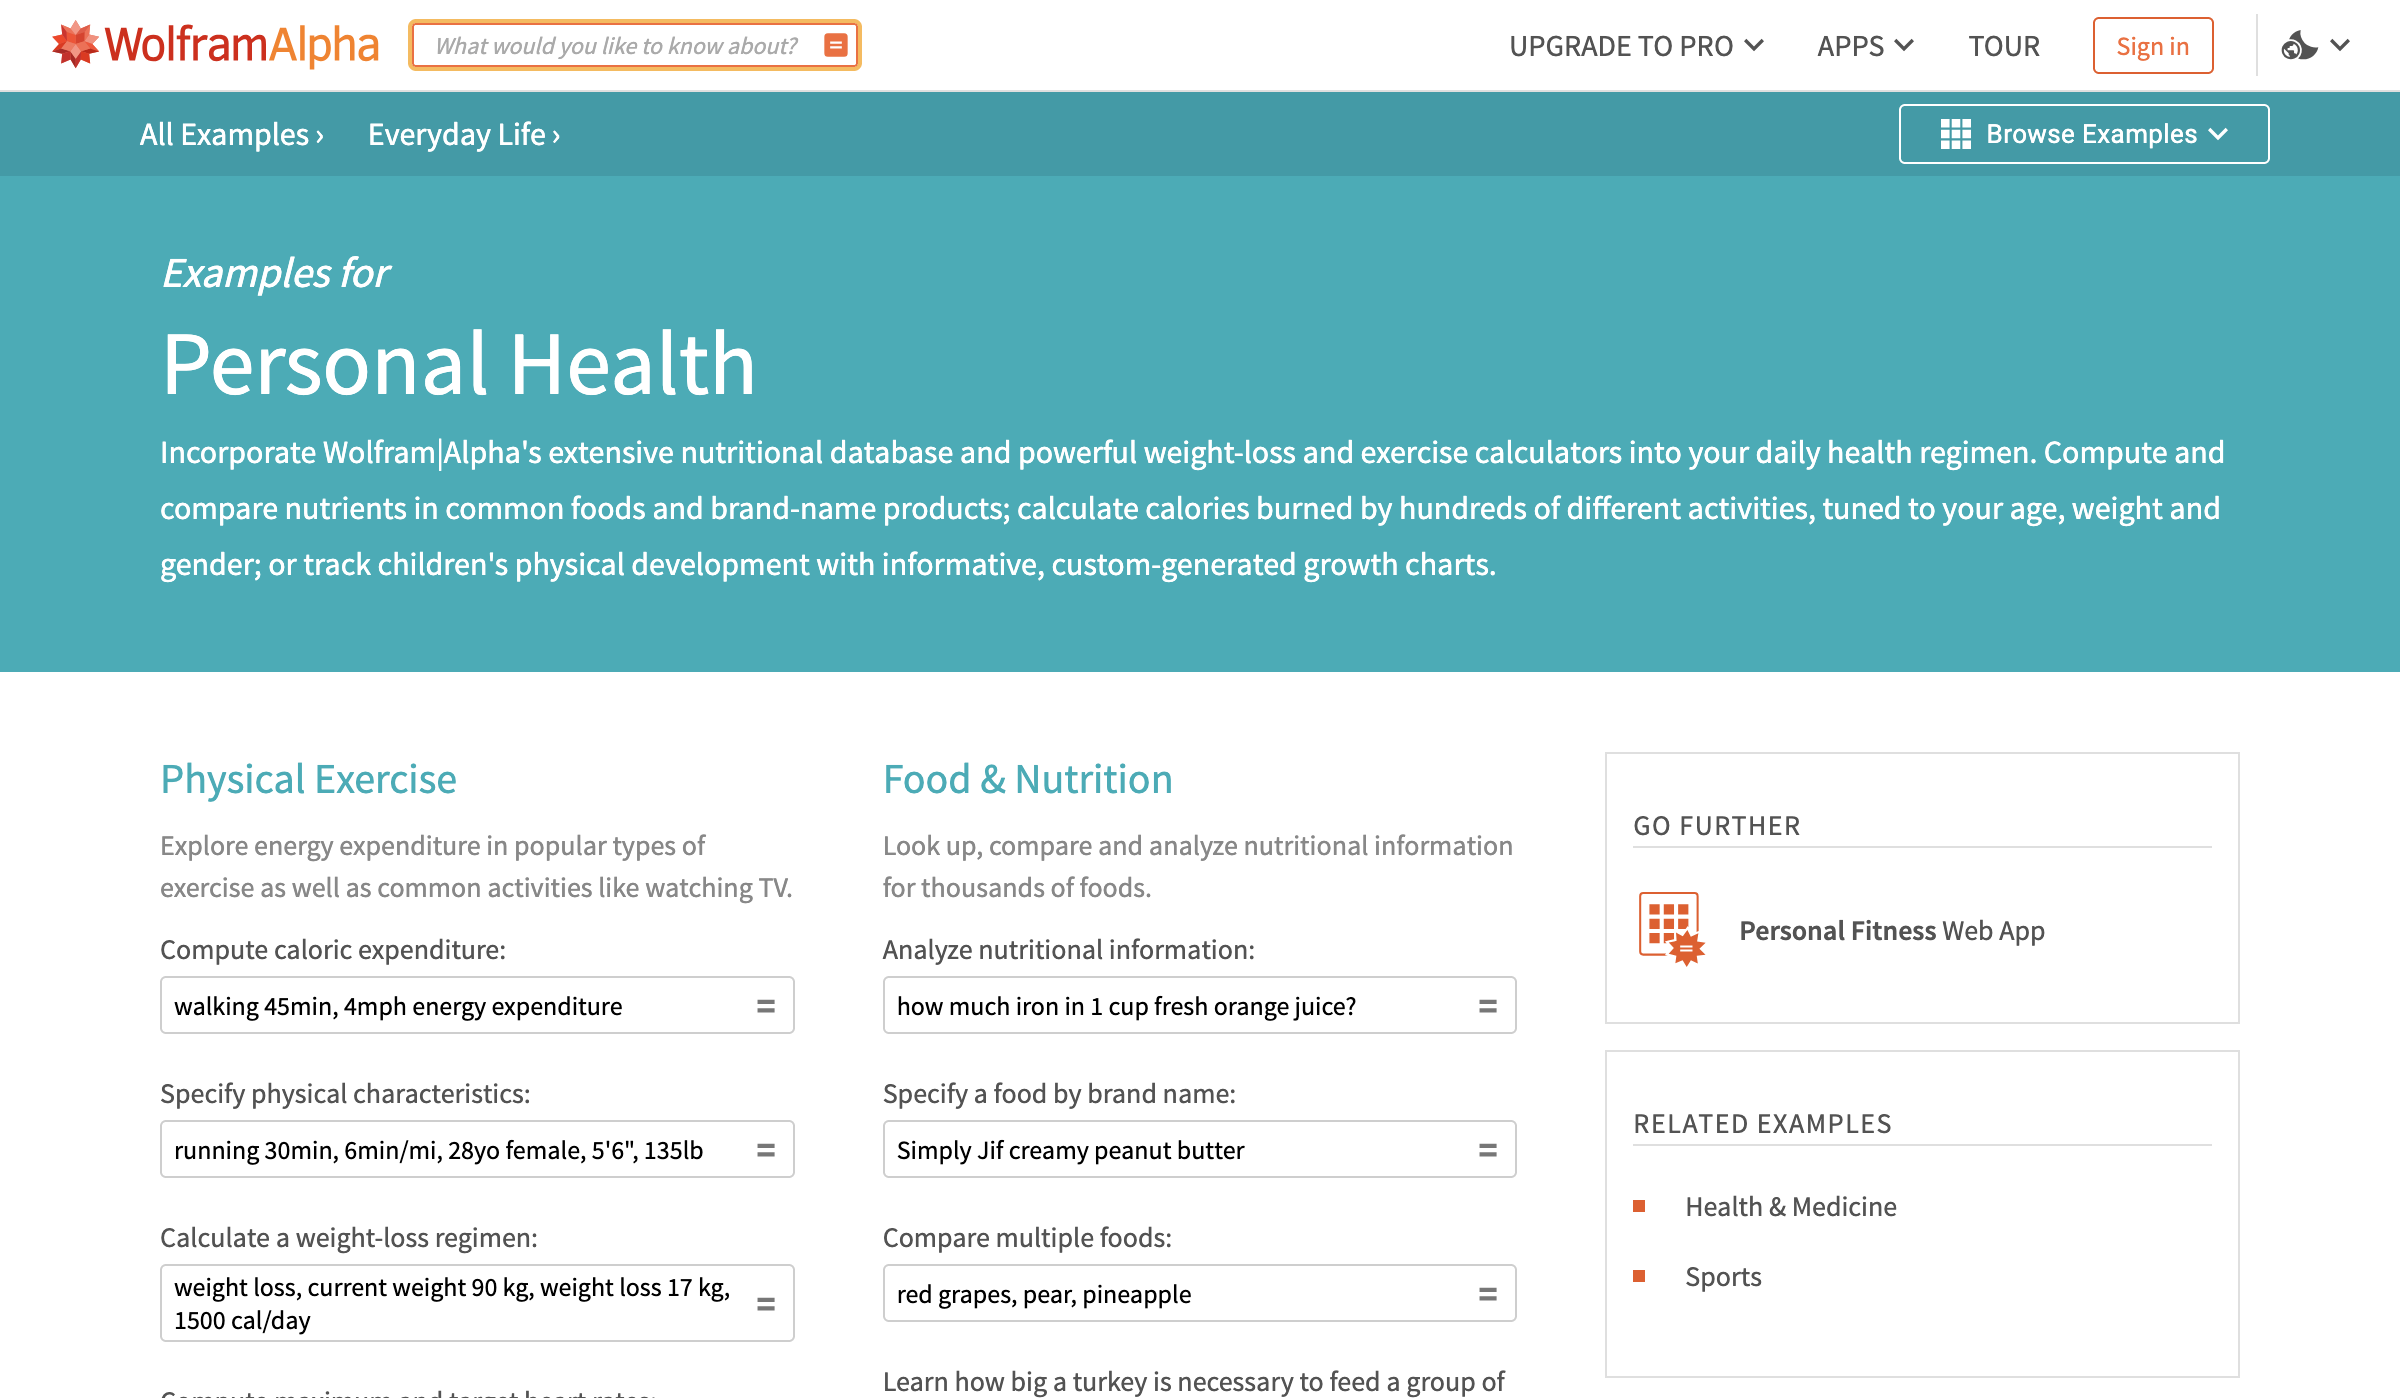 WolframAlpha
What would you like to know about?
UPGRADE TO PRO
APPS
TOUR
Sign in
All Examples ›
Everyday Life ›
Browse Examples
Examples for
Personal Health
Incorporate Wolfram|Alpha's extensive nutritional database and powerful weight-loss and exercise calculators into your daily health regimen. Compute and
compare nutrients in common foods and brand-name products; calculate calories burned by hundreds of different activities, tuned to your age, weight and
gender; or track children's physical development with informative, custom-generated growth charts.
Physical Exercise
Explore energy expenditure in popular types of
exercise as well as common activities like watching TV.
Compute caloric expenditure:
walking 45min, 4mph energy expenditure
Specify physical characteristics:
running 30min, 6min/mi, 28yo female, 5'6", 135lb
Calculate a weight-loss regimen:
weight loss, current weight 90 kg, weight loss 17 kg,
1500 cal/day
Compute maximum and target heart rates:
Food & Nutrition
Look up, compare and analyze nutritional information
for thousands of foods.
Analyze nutritional information:
how much iron in 1 cup fresh orange juice?
Specify a food by brand name:
Simply Jif creamy peanut butter
Compare multiple foods:
red grapes, pear, pineapple
Learn how big a turkey is necessary to feed a group of
GO FURTHER
Personal Fitness Web App
RELATED EXAMPLES
Health & Medicine
Sports